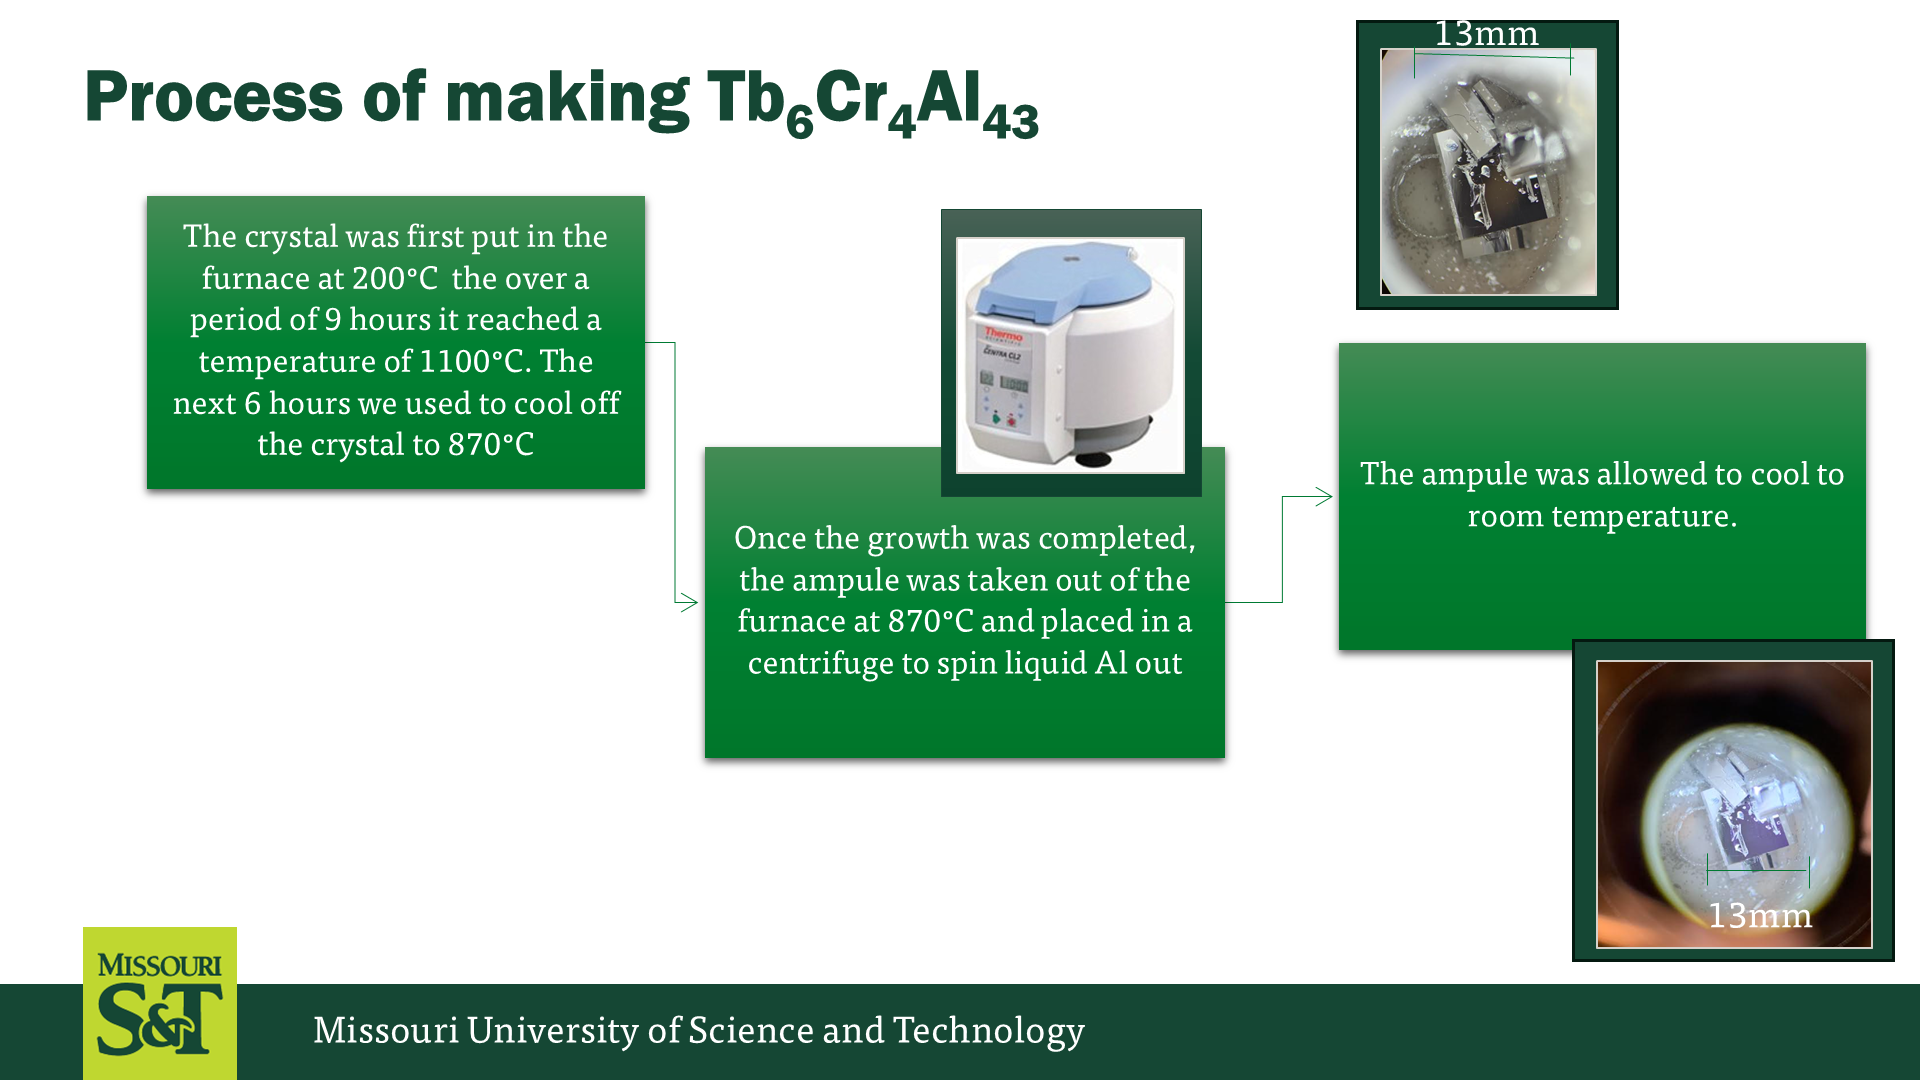 Process of making Tb₆Cr₄Al₄₃
13mm
The crystal was first put in the
furnace at 200°C  the over a
period of 9 hours it reached a
temperature of 1100°C. The
next 6 hours we used to cool off
the crystal to 870°C
Thermo
SCIENTIFIC
CENTRA CL2
Once the growth was completed,
the ampule was taken out of the
furnace at 870°C and placed in a
centrifuge to spin liquid Al out
The ampule was allowed to cool to
room temperature.
13mm
MISSOURI
S&T
Missouri University of Science and Technology